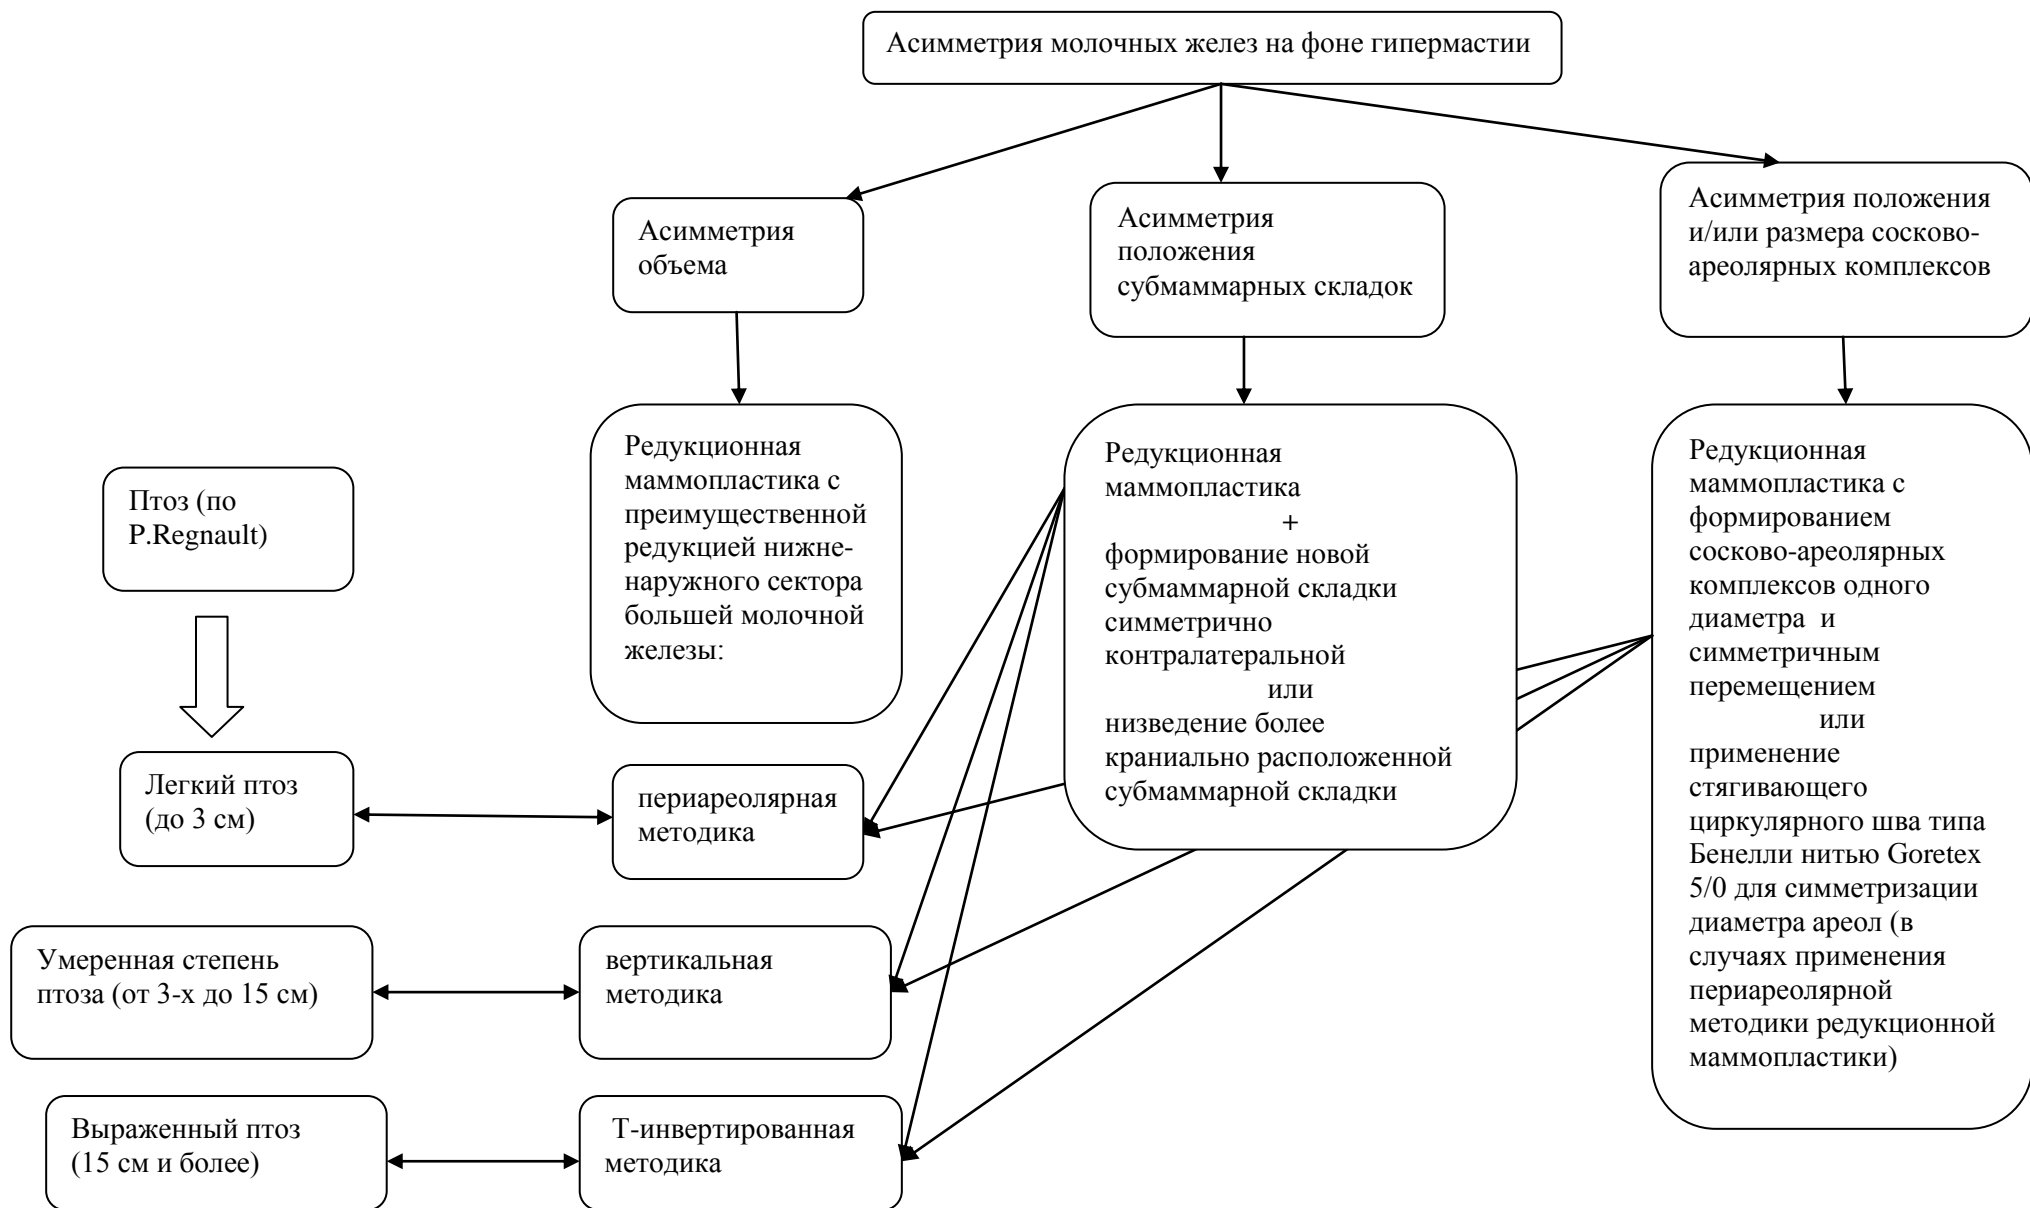 Асимметрия молочных желез на фоне гипермастии
Асимметрия
объема
Асимметрия
положения
субмаммарных складок
Асимметрия положения
и/или размера сосково-
ареолярных комплексов
Птоз (по
P.Regnault)
Редукционная
маммопластика с
преимущественной
редукцией нижне-
наружного сектора
большей молочной
железы:
Редукционная
маммопластика
+
формирование новой
субмаммарной складки
симметрично
контралатеральной
или
низведение более
краниально расположенной
субмаммарной складки
Редукционная
маммопластика с
формированием
сосково-ареолярных
комплексов одного
диаметра и
симметричным
перемещением
или
применение
стягивающего
циркулярного шва типа
Бенелли нитью Goretex
5/0 для симметризации
диаметра ареол (в
случаях применения
периареолярной
методики редукционной
маммопластики)
Легкий птоз
(до 3 см)
периареолярная
методика
Умеренная степень
птоза (от 3-х до 15 см)
вертикальная
методика
Выраженный птоз
(15 см и более)
Т-инвертированная
методика